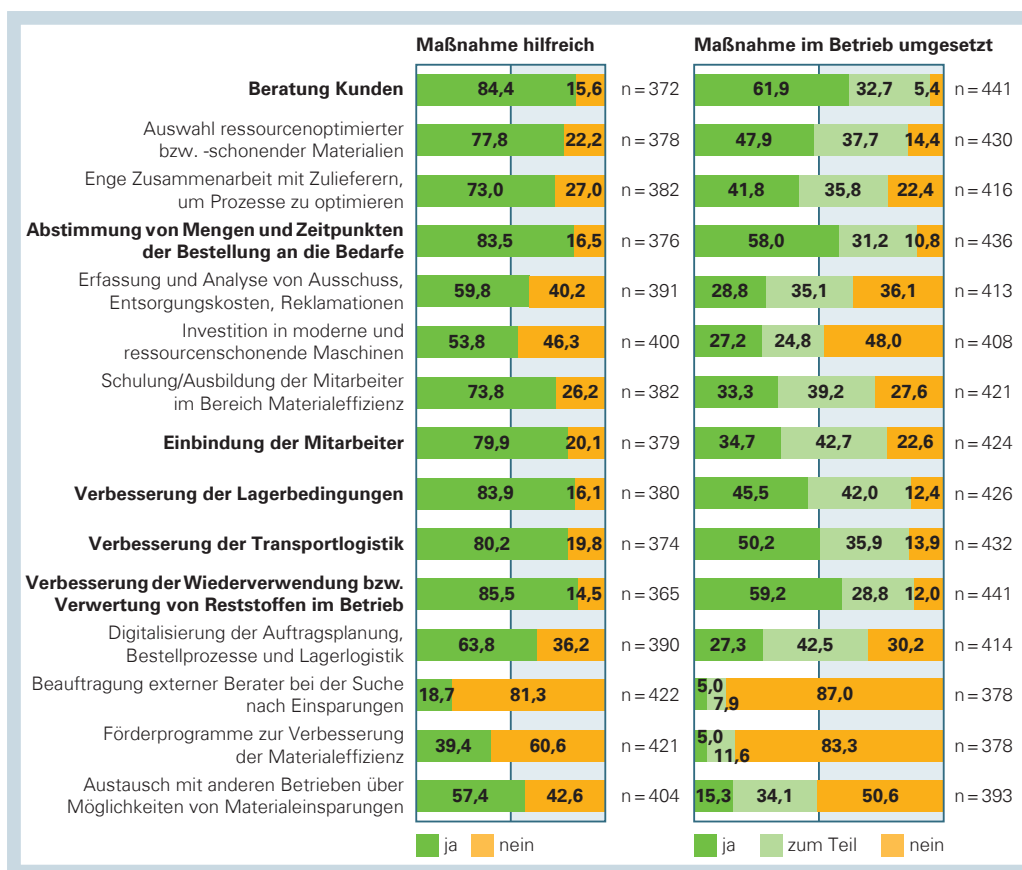 Maßnahme hilfreich Maßnahme im Betrieb umgesetzt
Beratung Kunden 84,4 15,6 n=372 61,9 32,7 5,4 n=441
Auswahl ressourcenoptimierter
bzw. -schonender Materialien 77,8 22,2 n=378 47,9 37,7 14,4 n=430
Enge Zusammenarbeit mit Zulieferern,
um Prozesse zu optimieren 73,0 27,0 n=382 41,8 35,8 22,4 n=416
Abstimmung von Mengen und Zeitpunkten
der Bestellung an die Bedarfe 83,5 16,5 n=376 58,0 31,2 10,8 n=436
Erfassung und Analyse von Ausschuss,
Entsorgungskosten, Reklamationen 59,8 40,2 n=391 28,8 35,1 36,1 n=413
Investition in moderne und
ressourcenschonende Maschinen 53,8 46,3 n=400 27,2 24,8 48,0 n=408
Schulung/Ausbildung der Mitarbeiter
im Bereich Materialeffizienz 73,8 26,2 n=382 33,3 39,2 27,6 n=421
Einbindung der Mitarbeiter 79,9 20,1 n=379 34,7 42,7 22,6 n=424
Verbesserung der Lagerbedingungen 83,9 16,1 n=380 45,5 42,0 12,4 n=426
Verbesserung der Transportlogistik 80,2 19,8 n=374 50,2 35,9 13,9 n=432
Verbesserung der Wiederverwendung bzw.
Verwertung von Reststoffen im Betrieb 85,5 14,5 n=365 59,2 28,8 12,0 n=441
Digitalisierung der Auftragsplanung,
Bestellprozesse und Lagerlogistik 63,8 36,2 n=390 27,3 42,5 30,2 n=414
Beauftragung externer Berater bei der Suche
nach Einsparungen 18,7 81,3 n=422 5,0 7,9 87,0 n=378
Förderprogramme zur Verbesserung
der Materialeffizienz 39,4 60,6 n=421 5,0 11,6 83,3 n=378
Austausch mit anderen Betrieben über
Möglichkeiten von Materialeinsparungen 57,4 42,6 n=404 15,3 34,1 50,6 n=393
ja nein ja zum Teil nein